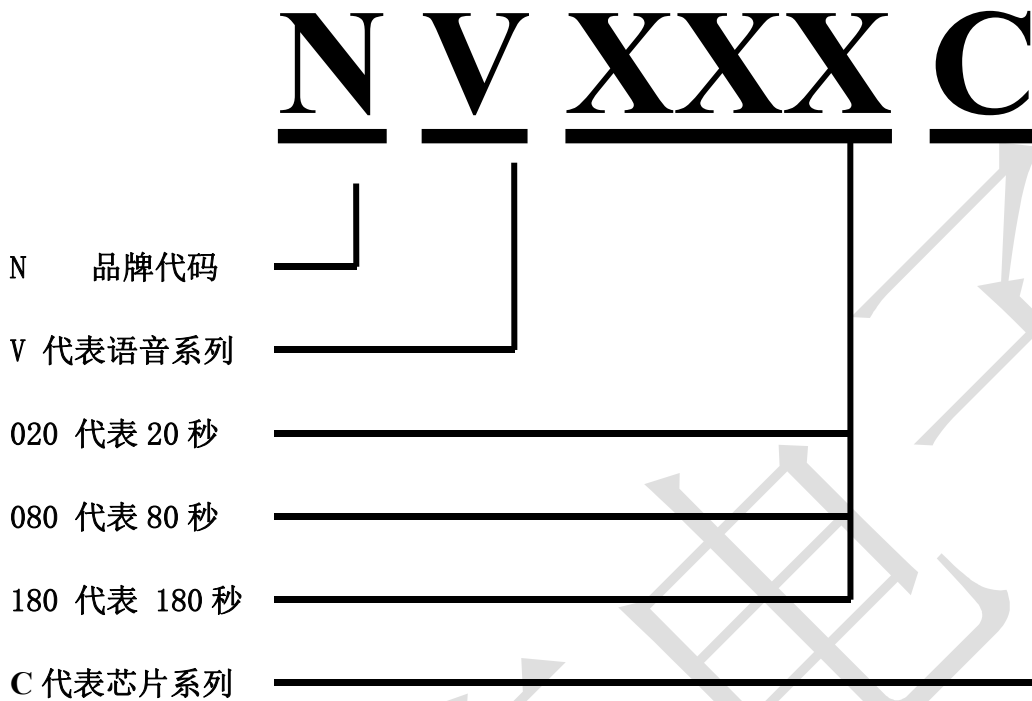 N V XXX C
N 品牌代码
V 代表语音系列
020 代表 20 秒
080 代表 80 秒
180 代表 180 秒
C 代表芯片系列